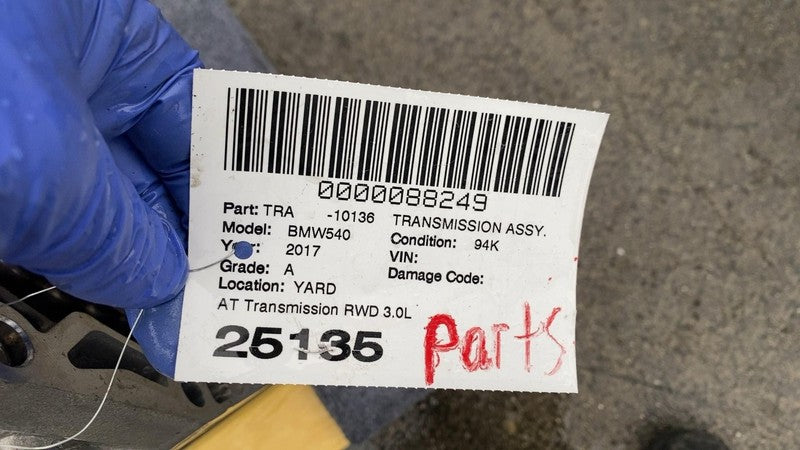 0000088249
Part: TRA -10136 TRANSMISSION ASSY.
Model: BMW540 Condition: 94K
Year: 2017 VIN:
Grade: A Damage Code:
Location: YARD
AT Transmission RWD 3.0L
25135 Parts